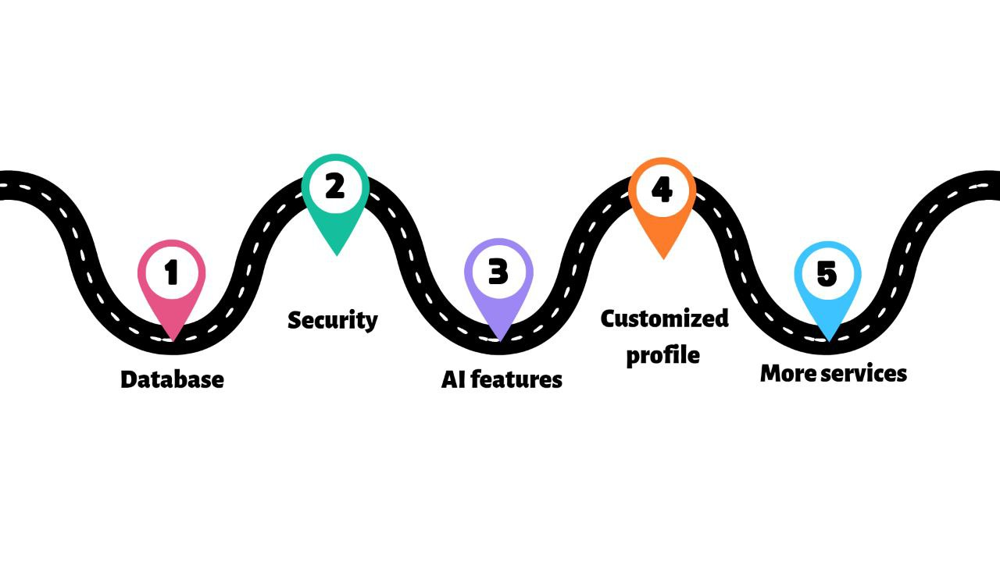 1
Database
2
Security
3
AI features
4
Customized
profile
5
More services